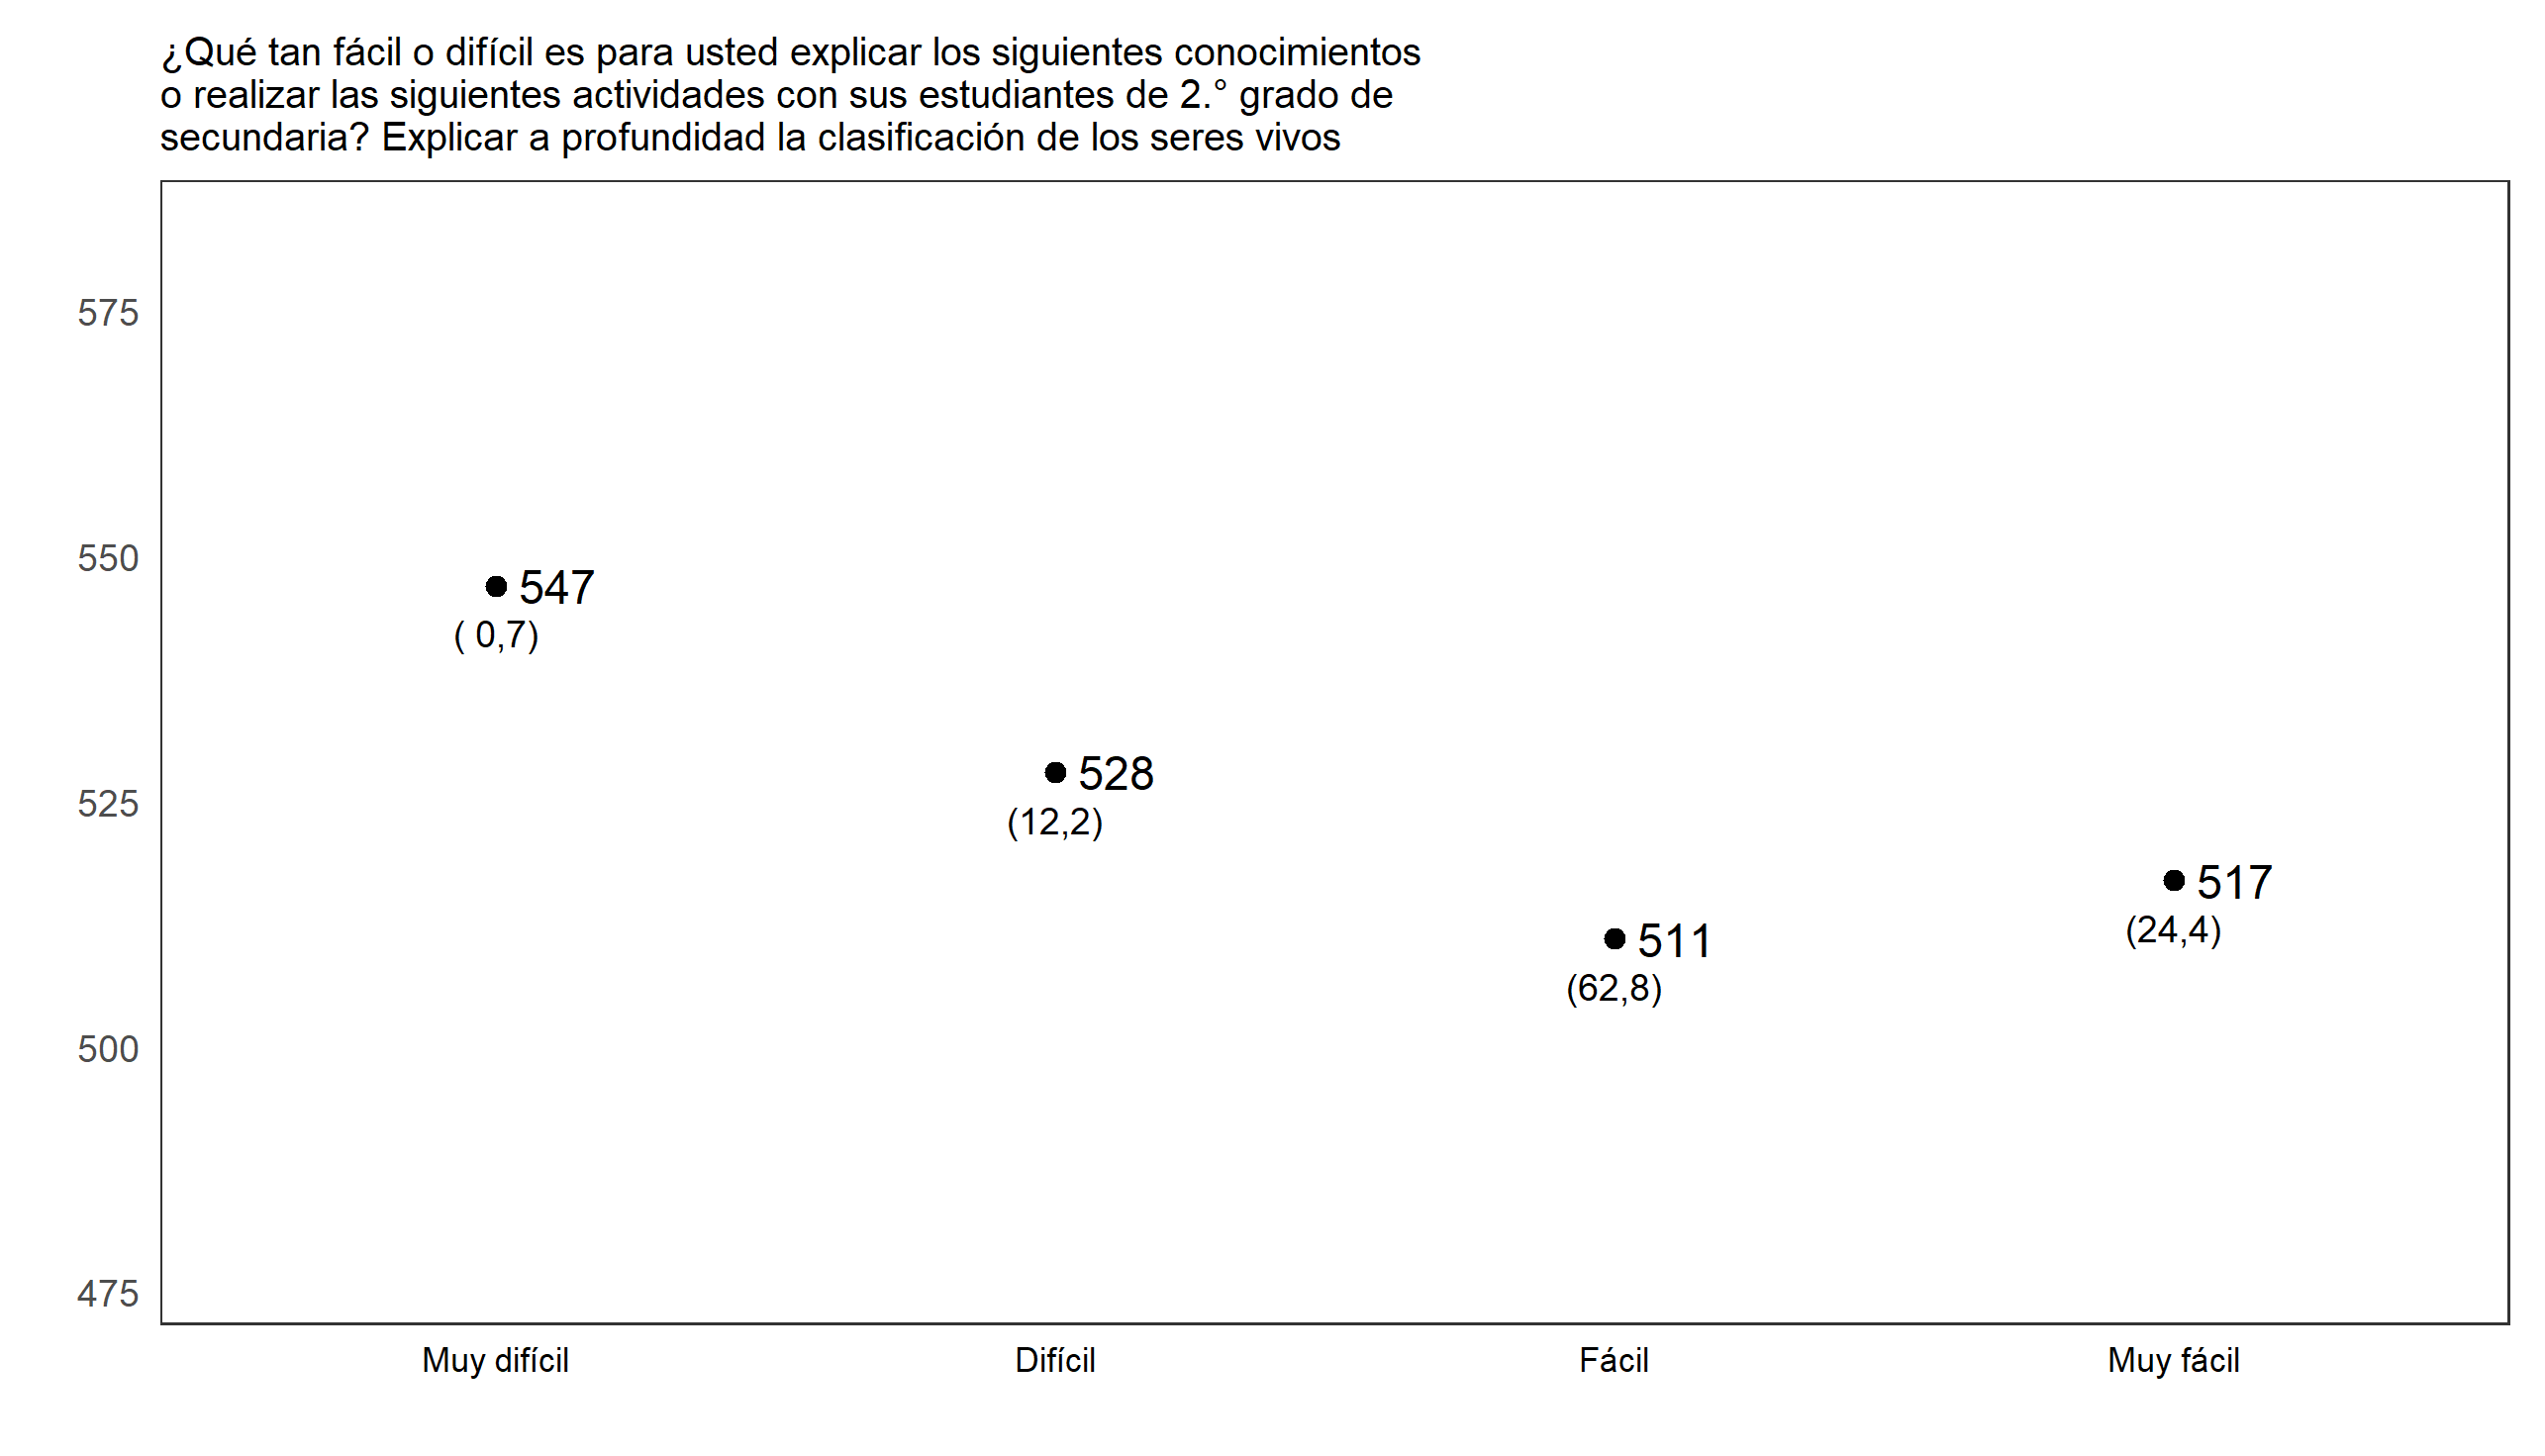 ¿Qué tan fácil o difícil es para usted explicar los siguientes conocimientos
o realizar las siguientes actividades con sus estudiantes de 2.° grado de
secundaria? Explicar a profundidad la clasificación de los seres vivos
575
550
525
500
475
547
( 0,7)
528
(12,2)
511
(62,8)
517
(24,4)
Muy difícil
Difícil
Fácil
Muy fácil